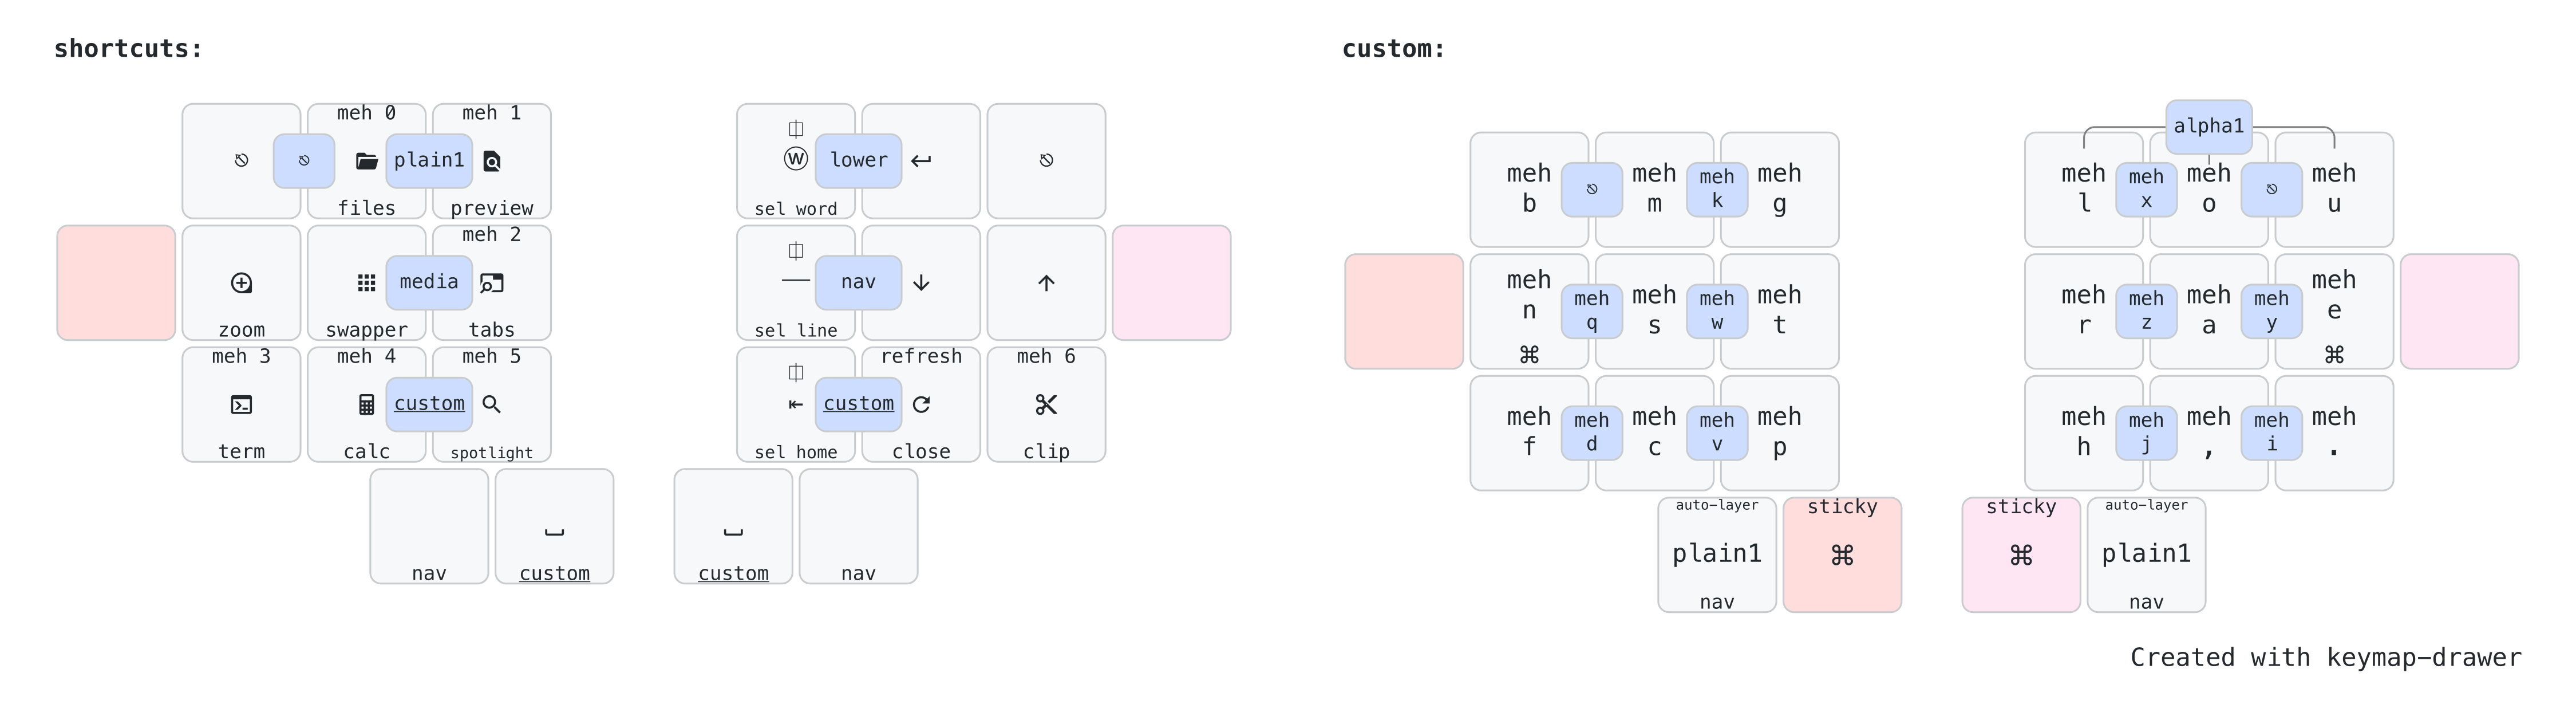 shortcuts:
custom:
meh 0
meh 1
plain1
files
preview
lower
sel word
meh 2
zoom
media
swapper
tabs
nav
sel line
meh 3
meh 4
meh 5
custom
term
calc
spotlight
refresh
meh 6
custom
sel home
close
clip
nav
custom
custom
nav
alpha1
meh b
meh m
meh k
meh g
meh l
meh x
meh o
meh u
meh n
⌘
meh q
meh s
meh w
meh t
meh r
meh z
meh a
meh y
meh e
⌘
meh f
meh d
meh c
meh v
meh p
meh h
meh j
meh ,
meh i
meh .
auto-layer
plain1
nav
sticky
⌘
sticky
⌘
auto-layer
plain1
nav
Created with keymap-drawer